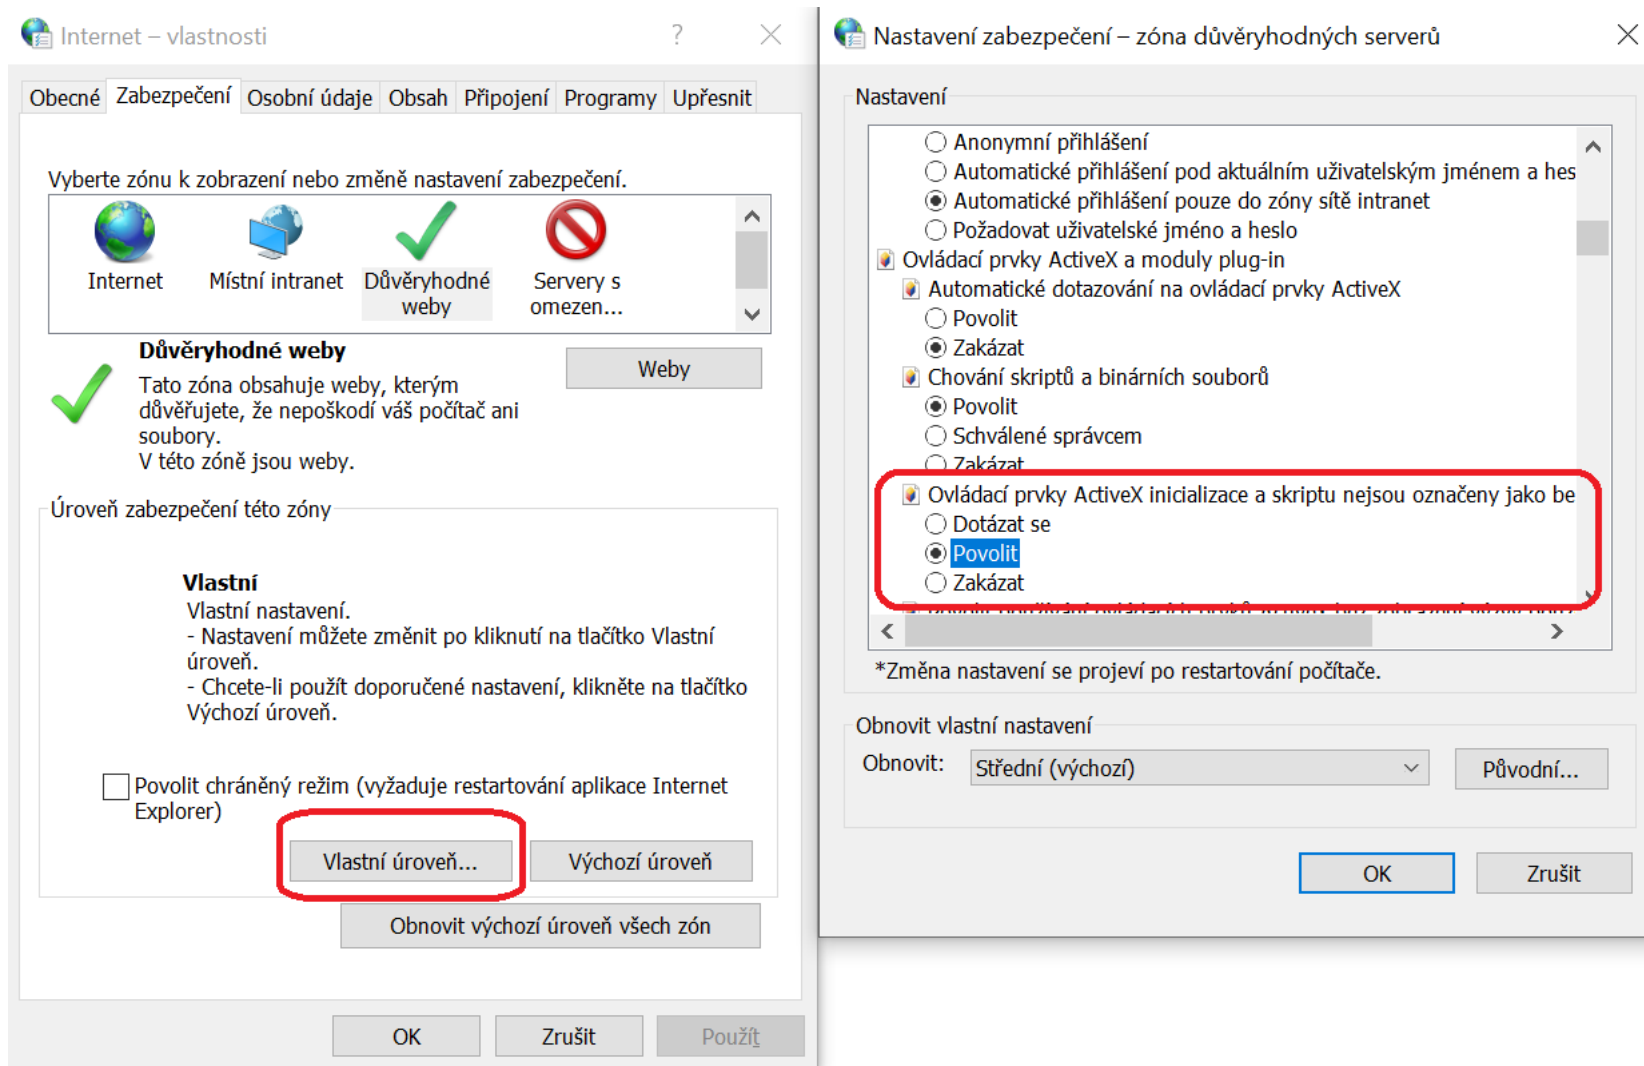 Internet – vlastnosti
?
Obecné Zabezpečení Osobní údaje Obsah Připojení Programy Upřesnit
Vyberte zónu k zobrazení nebo změně nastavení zabezpečení.
Internet
Místní intranet
Důvěryhodné
weby
Servery s
omezen...
Důvěryhodné weby
Tato zóna obsahuje weby, kterým
důvěřujete, že nepoškodí váš počítač ani
soubory.
V této zóně jsou weby.
Weby
Úroveň zabezpečení této zóny
Vlastní
Vlastní nastavení.
- Nastavení můžete změnit po kliknutí na tlačítko Vlastní
úroveň.
- Chcete-li použít doporučené nastavení, klikněte na tlačítko
Výchozí úroveň.
Povolit chráněný režim (vyžaduje restartování aplikace Internet
Explorer)
Vlastní úroveň...
Výchozí úroveň
Obnovit výchozí úroveň všech zón
OK
Zrušit
Použít
Nastavení zabezpečení – zóna důvěryhodných serverů
Nastavení
Anonymní přihlášení
Automatické přihlášení pod aktuálním uživatelským jménem a hes
Automatické přihlášení pouze do zóny sítě intranet
Požadovat uživatelské jméno a heslo
Ovládací prvky ActiveX a moduly plug-in
Automatické dotazování na ovládací prvky ActiveX
Povolit
Zakázat
Chování skriptů a binárních souborů
Povolit
Schválené správcem
Zakázat
Ovládací prvky ActiveX inicializace a skriptu nejsou označeny jako be
Dotázat se
Povolit
Zakázat
*Změna nastavení se projeví po restartování počítače.
Obnovit vlastní nastavení
Obnovit:
Střední (výchozí)
Původní...
OK
Zrušit